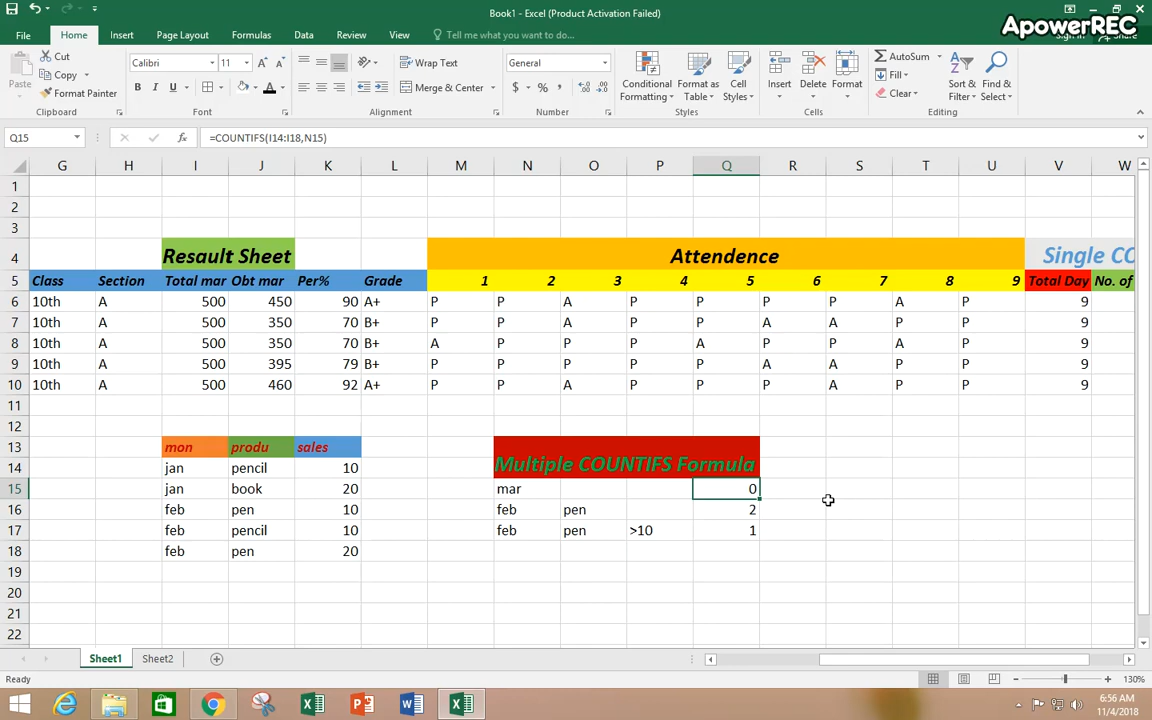 Book1 - Excel (Product Activation Failed)
ApowerREC
File Home Insert Page Layout Formulas Data Review View Tell me what you want to do...
Cut
Copy
Format Painter
Paste
Calibri 11
B I U
Wrap Text
Merge & Center
General
$ % ,
Conditional Formatting
Format as Table
Cell Styles
Insert Delete Format
AutoSum
Fill
Clear
Sort & Filter
Find & Select
Clipboard Font Alignment Number Styles Cells Editing
Q15 fx =COUNTIFS(I14:I18,N15)
G H I J K L M N O P Q R S T U V W
1
2
3
4 Resault Sheet Attendence Single CO
5 Class Section Total mar Obt mar Per% Grade 1 2 3 4 5 6 7 8 9 Total Day No. of
6 10th A 500 450 90 A+ P P A P P P P A P 9
7 10th A 500 350 70 B+ P P A P P A A P P 9
8 10th A 500 350 70 B+ A P P P A P P A P 9
9 10th A 500 395 79 B+ P P P P P A A P P 9
10 10th A 500 460 92 A+ P P A P P P A P P 9
11
12
13 mon produ sales
14 jan pencil 10 Multiple COUNTIFS Formula
15 jan book 20 mar 0
16 feb pen 10 feb pen 2
17 feb pencil 10 feb pen >10 1
18 feb pen 20
19
20
21
22
Sheet1 Sheet2
Ready 130%
6:56 AM
11/4/2018